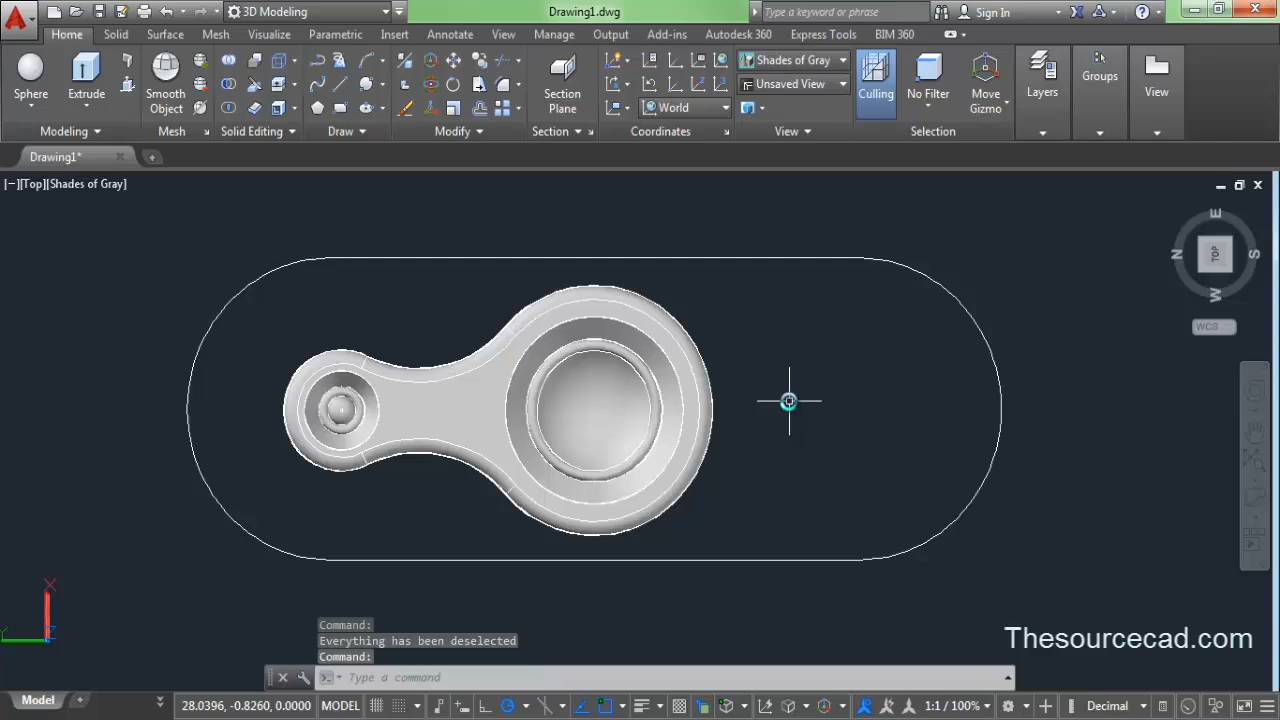 3D Modeling
Drawing1.dwg
Type a keyword or phrase
Sign In
Home Solid Surface Mesh Visualize Parametric Insert Annotate View Manage Output Add-ins Autodesk 360 Express Tools BIM 360
Sphere
Extrude
Smooth
Object
Section
Plane
World
Shades of Gray
Unsaved View
Culling
No Filter
Move
Gizmo
Layers
Groups
View
Modeling
Mesh
Solid Editing
Draw
Modify
Section
Coordinates
View
Selection
Drawing1*
[−][Top][Shades of Gray]
E
N
TOP
S
W
WCS
Command:
Everything has been deselected
Command:
Type a command
Thesourcecad.com
Model
28.0396, -0.8260, 0.0000
MODEL
1:1 / 100%
Decimal